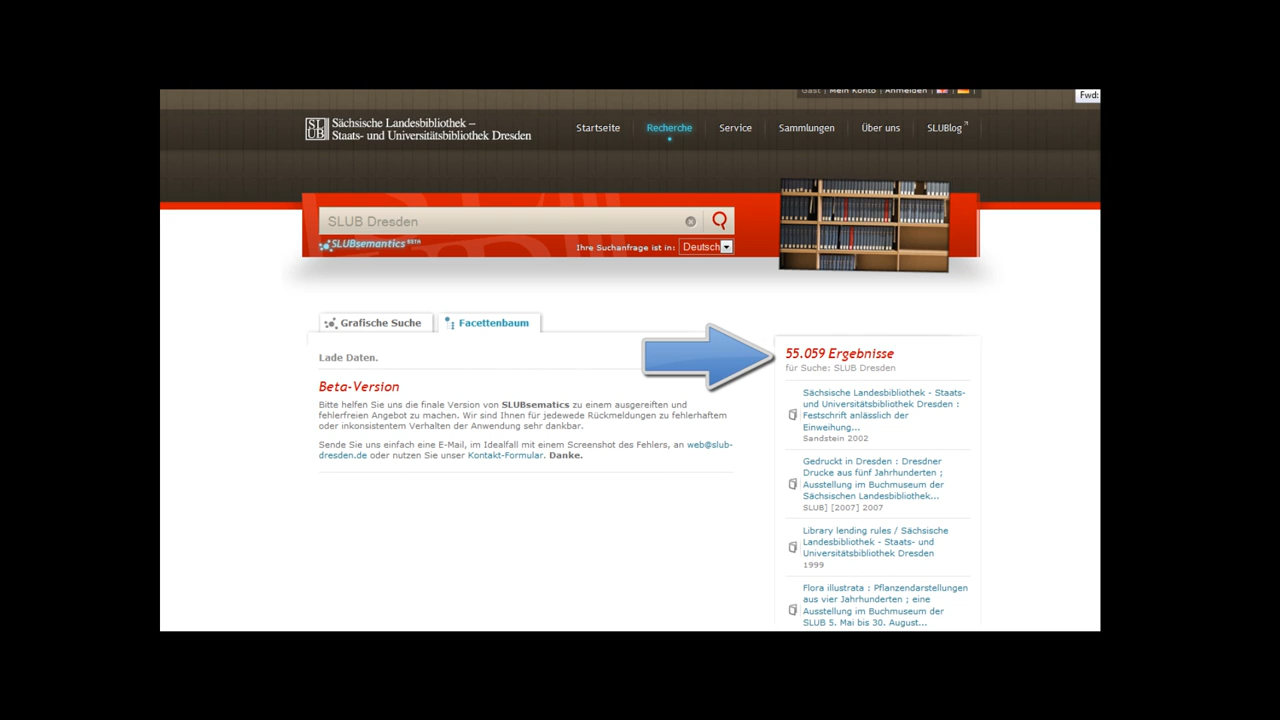 Gast | Mein Konto | Anmelden |
Fwd:
SLUB
Sächsische Landesbibliothek –
Staats- und Universitätsbibliothek Dresden
Startseite
Recherche
Service
Sammlungen
Über uns
SLUBlog
SLUB Dresden
SLUBsemantics BETA
Ihre Suchanfrage ist in: Deutsch
Grafische Suche
Facettenbaum
Lade Daten.
Beta-Version
Bitte helfen Sie uns die finale Version von SLUBsematics zu einem ausgereiften und
fehlerfreien Angebot zu machen. Wir sind Ihnen für jedewede Rückmeldungen zu fehlerhaftem
oder inkonsistentem Verhalten der Anwendung sehr dankbar.
Sende Sie uns einfach eine E-Mail, im Idealfall mit einem Screenshot des Fehlers, an web@slub-
dresden.de oder nutzen Sie unser Kontakt-Formular. Danke.
55.059 Ergebnisse
für Suche: SLUB Dresden
Sächsische Landesbibliothek - Staats-
und Universitätsbibliothek Dresden :
Festschrift anlässlich der
Einweihung...
Sandstein 2002
Gedruckt in Dresden : Dresdner
Drucke aus fünf Jahrhunderten ;
Ausstellung im Buchmuseum der
Sächsischen Landesbibliothek...
SLUB] [2007] 2007
Library lending rules / Sächsische
Landesbibliothek - Staats- und
Universitätsbibliothek Dresden
1999
Flora illustrata : Pflanzendarstellungen
aus vier Jahrhunderten ; eine
Ausstellung im Buchmuseum der
SLUB 5. Mai bis 30. August...